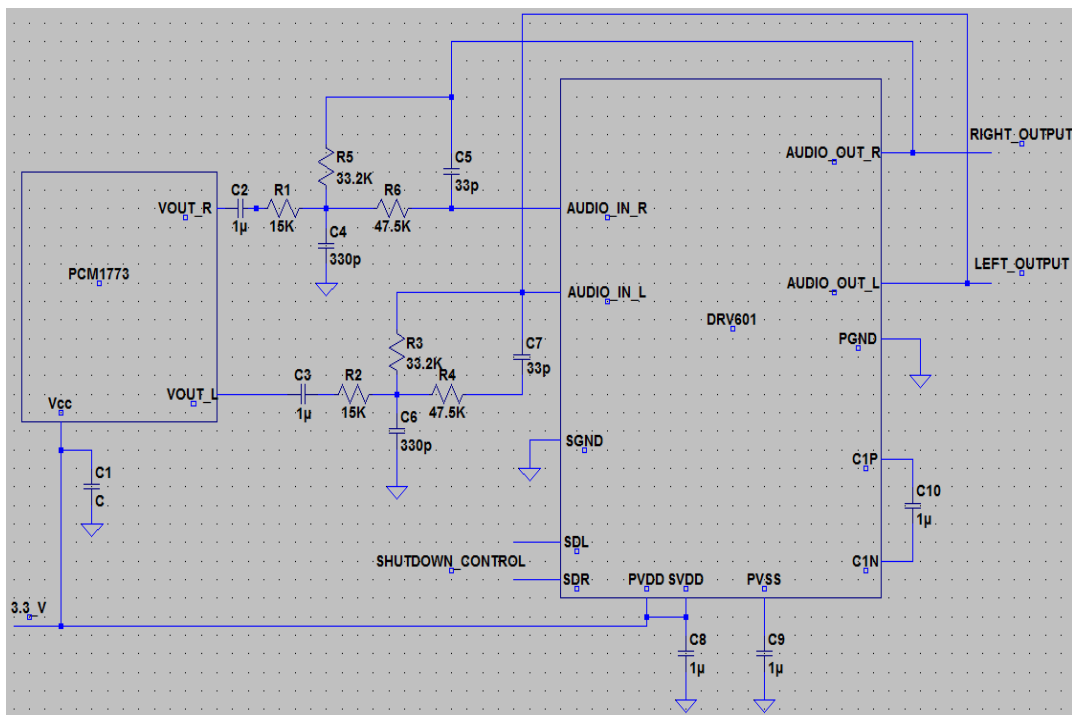 RIGHT_OUTPUT
AUDIO_OUT_R
R5
33.2K
C5
33p
C2
1µ
R1
15K
R6
47.5K
VOUT_R
AUDIO_IN_R
C4
330p
PCM1773
LEFT_OUTPUT
AUDIO_IN_L
AUDIO_OUT_L
DRV601
PGND
R3
33.2K
C7
33p
C3
1µ
R2
15K
R4
47.5K
VOUT_L
Vcc
C6
330p
SGND
C1
C
C1P
C10
1µ
SDL
SHUTDOWN_CONTROL
C1N
SDR
PVDD SVDD
PVSS
3.3_V
C8
1µ
C9
1µ